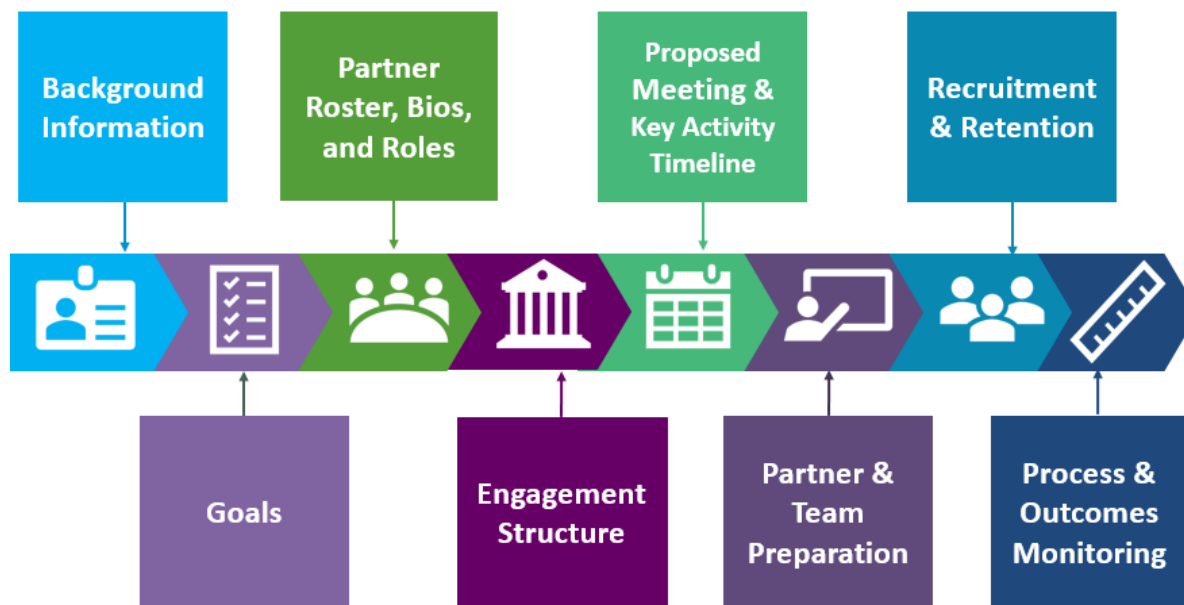 Background
Information
Partner
Roster, Bios,
and Roles
Proposed
Meeting &
Key Activity
Timeline
Recruitment
& Retention
Goals
Engagement
Structure
Partner &
Team
Preparation
Process &
Outcomes
Monitoring